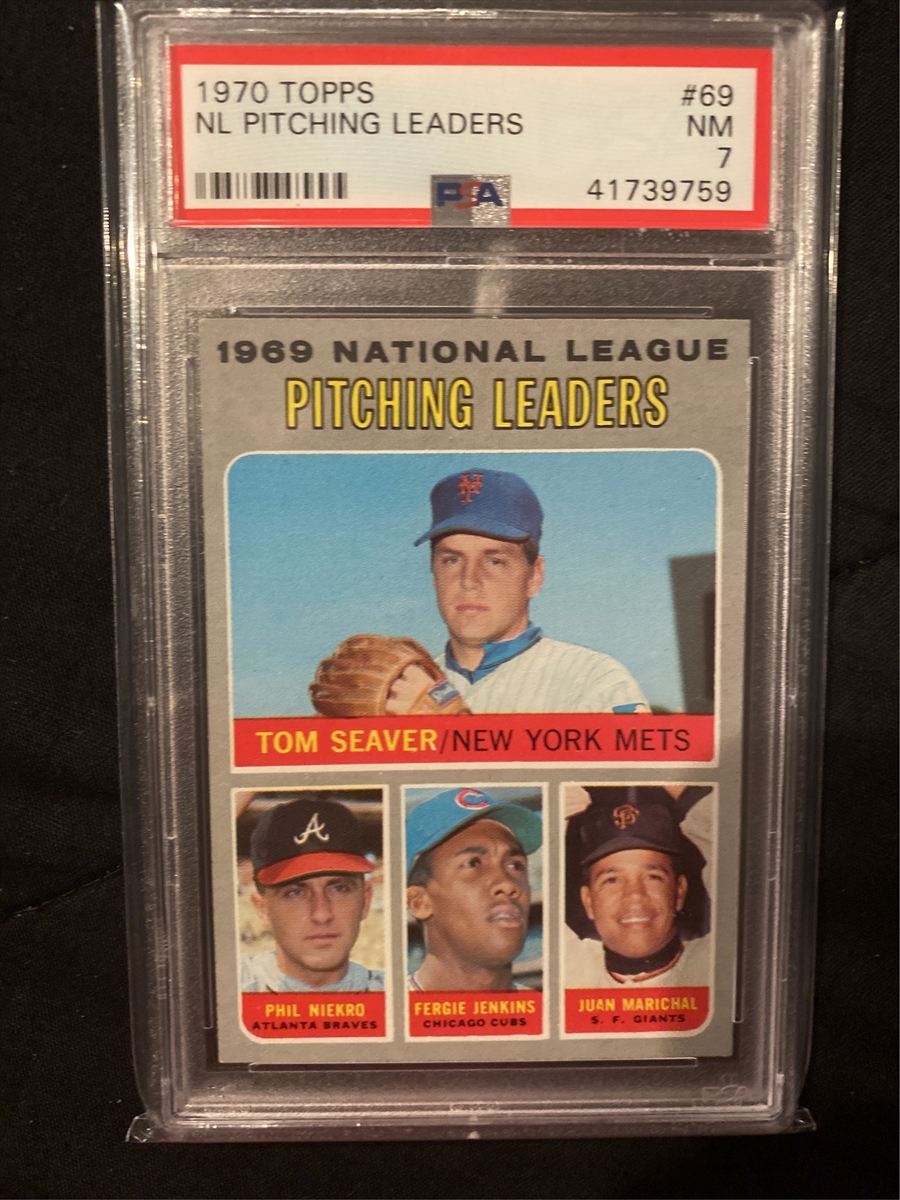 1970 TOPPS #69
NL PITCHING LEADERS NM
7
PSA 41739759
1969 NATIONAL LEAGUE
PITCHING LEADERS
TOM SEAVER/NEW YORK METS
PHIL NIEKRO
ATLANTA BRAVES
FERGIE JENKINS
CHICAGO CUBS
JUAN MARICHAL
S. F. GIANTS